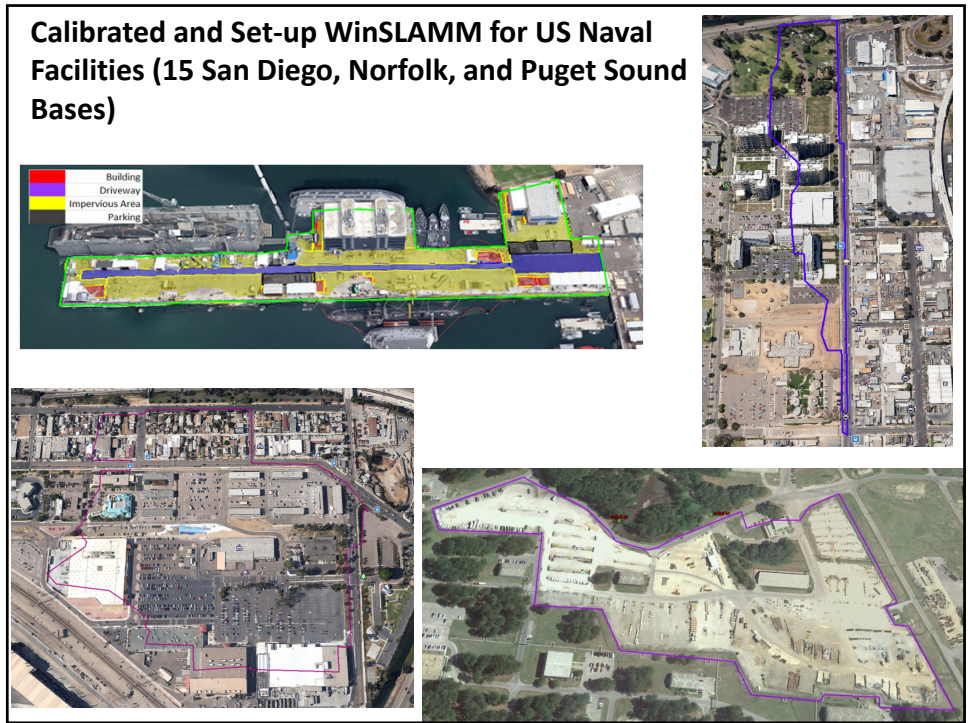 Calibrated and Set-up WinSLAMM for US Naval
Facilities (15 San Diego, Norfolk, and Puget Sound
Bases)
Building
Driveway
Impervious Area
Parking